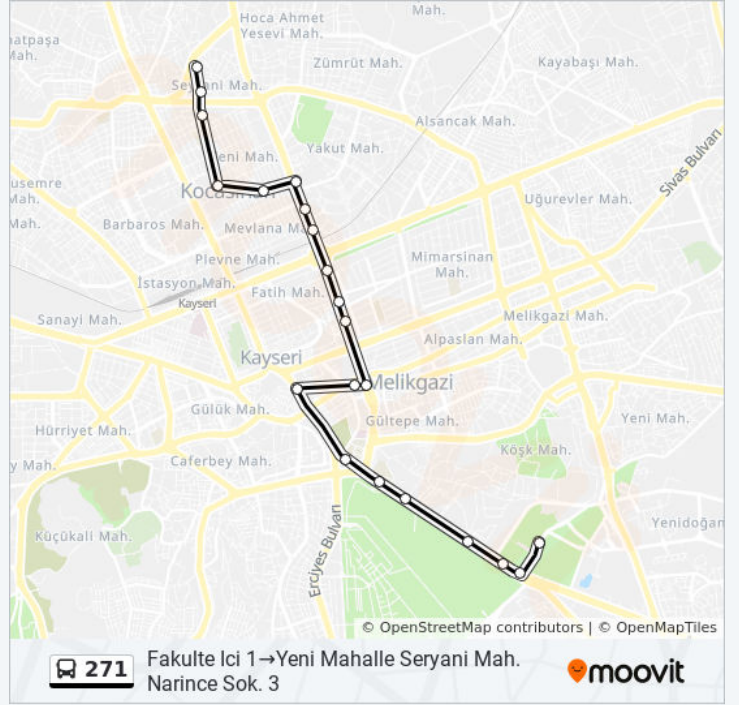 Hoca Ahmet
Yesevi Mah.
Mah.
atpaşa
Mah.
Zümrüt Mah.
Kayabaşı Mah.
Alsancak Mah.
eni Mah.
Yakut Mah.
Sivas Bulvarı
usemre
Mah.
Uğurevler Mah.
Mah.
Barbaros Mah.
Mevlana Ma
Plevne Mah.
Mimarsinan
Mah.
İstasyon Mah.
Fatih Mah.
Kayseri
Sanayi Mah.
Melikgazi Mah.
Alpaslan Mah.
Kayseri
Melikgazi
Gülük Mah.
Gültepe Mah.
Yeni Mah.
Hürriyet Mah.
Köşk Mah.
y Mah.
Caferbey Mah.
Küçükali Mah.
Erciyes Bulvarı
Yenidoğan
© OpenStreetMap contributors | © OpenMapTiles
271
Fakulte Ici 1→Yeni Mahalle Seryani Mah.
Narince Sok. 3
moovit